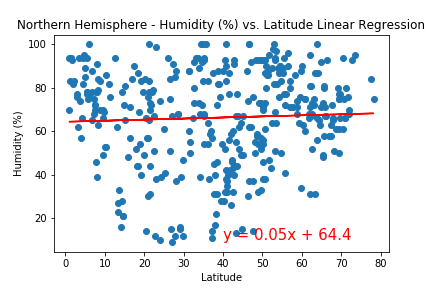 Northern Hemisphere - Humidity (%) vs. Latitude Linear Regression
100
80
60
40
20
Humidity (%)
y = 0.05x + 64.4
0 10 20 30 40 50 60 70 80
Latitude